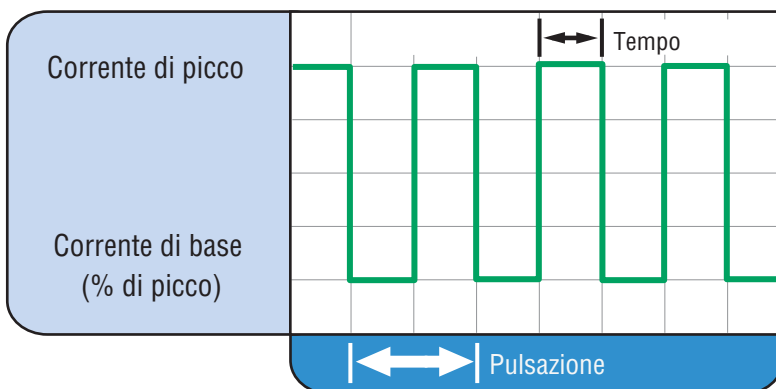 Corrente di picco
Tempo
Corrente di base
(% di picco)
Pulsazione